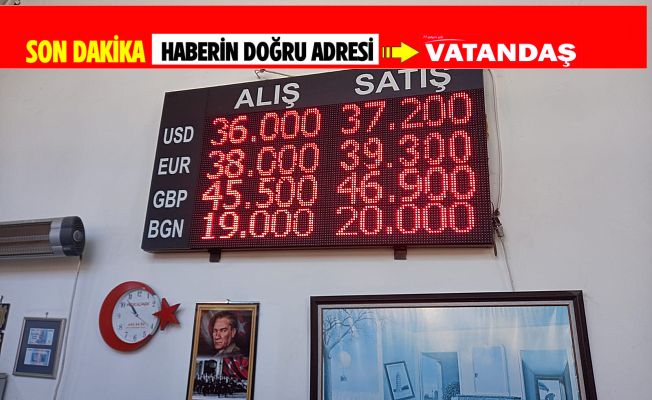 SON DAKİKA HABERİN DOĞRU ADRESİ VATANDAŞ
ALIŞ SATIŞ
USD 36.000 37.200
EUR 38.000 39.300
GBP 45.500 46.900
BGN 19.000 20.000